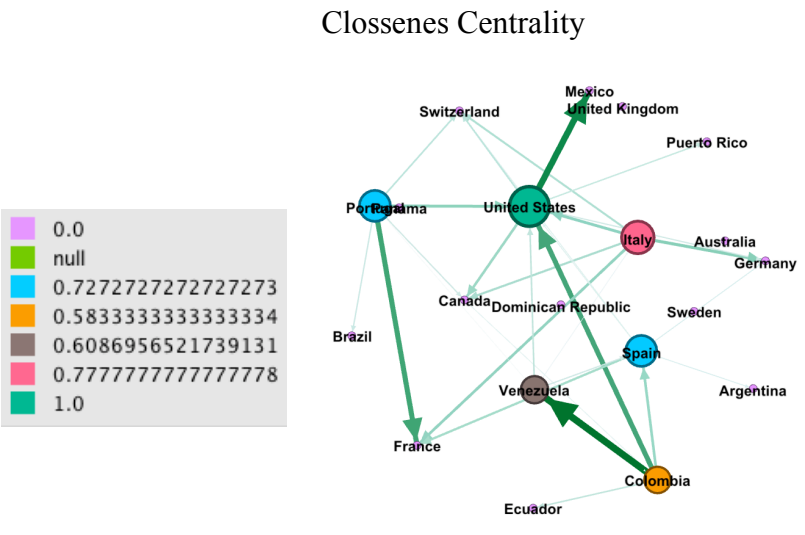 Clossenes Centrality
0.0
null
0.7272727272727273
0.5833333333333334
0.6086956521739131
0.7777777777777778
1.0
Mexico
United Kingdom
Switzerland
Puerto Rico
Portugal
Panama
United States
Italy
Australia
Germany
Canada
Dominican Republic
Sweden
Brazil
Spain
Venezuela
Argentina
France
Colombia
Ecuador